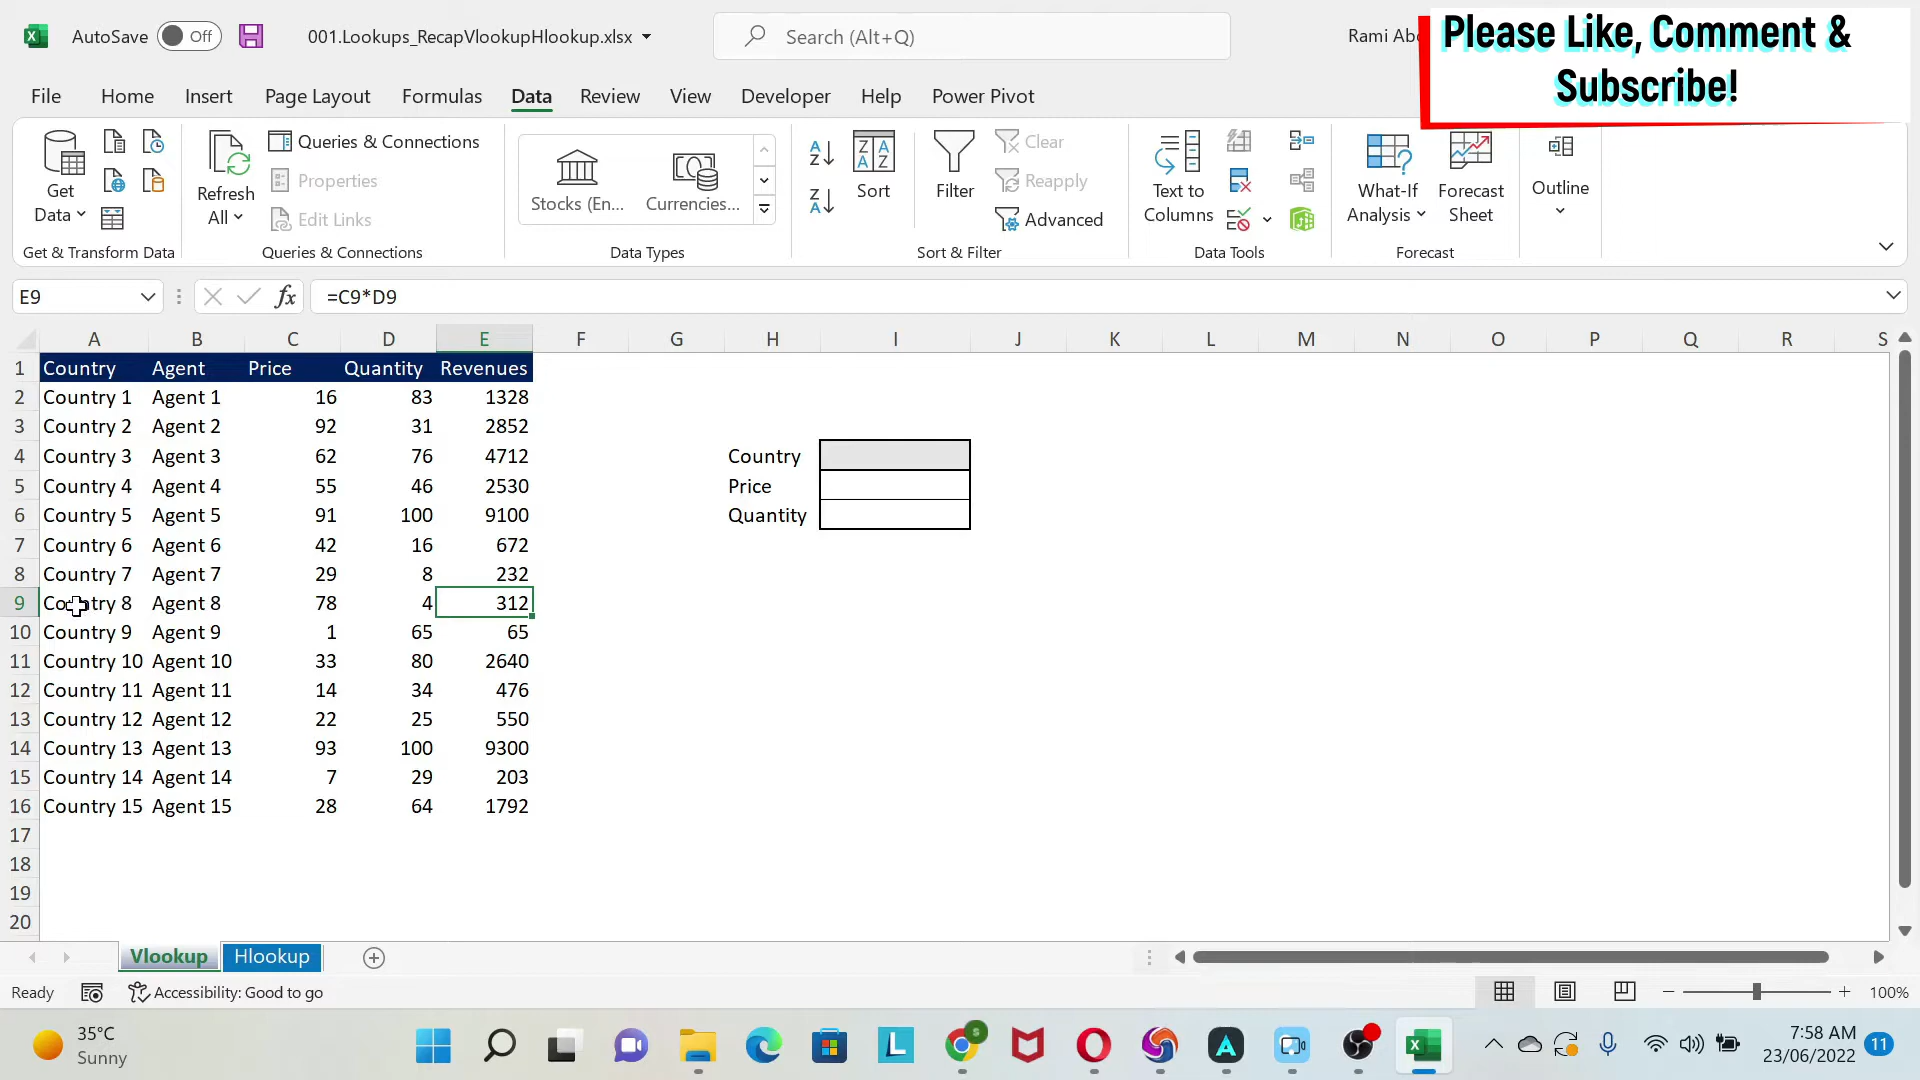 AutoSave Off 001.Lookups_RecapVlookupHlookup.xlsx Search (Alt+Q) Rami
Please Like, Comment &
Subscribe!
File Home Insert Page Layout Formulas Data Review View Developer Help Power Pivot
Get
Data
Refresh
All
Queries & Connections
Properties
Edit Links
Stocks (En... Currencies...
Sort
Filter
Clear
Reapply
Advanced
Text to
Columns
What-If
Analysis
Forecast
Sheet
Outline
Get & Transform Data Queries & Connections Data Types Sort & Filter Data Tools Forecast
E9 fx =C9*D9
A B C D E F G H I J K L M N O P Q R S
1 Country Agent Price Quantity Revenues
2 Country 1 Agent 1 16 83 1328
3 Country 2 Agent 2 92 31 2852
4 Country 3 Agent 3 62 76 4712 Country
5 Country 4 Agent 4 55 46 2530 Price
6 Country 5 Agent 5 91 100 9100 Quantity
7 Country 6 Agent 6 42 16 672
8 Country 7 Agent 7 29 8 232
9 Country 8 Agent 8 78 4 312
10 Country 9 Agent 9 1 65 65
11 Country 10 Agent 10 33 80 2640
12 Country 11 Agent 11 14 34 476
13 Country 12 Agent 12 22 25 550
14 Country 13 Agent 13 93 100 9300
15 Country 14 Agent 14 7 29 203
16 Country 15 Agent 15 28 64 1792
17
18
19
20
Vlookup Hlookup
Ready Accessibility: Good to go 100%
35°C
Sunny
7:58 AM
23/06/2022
11